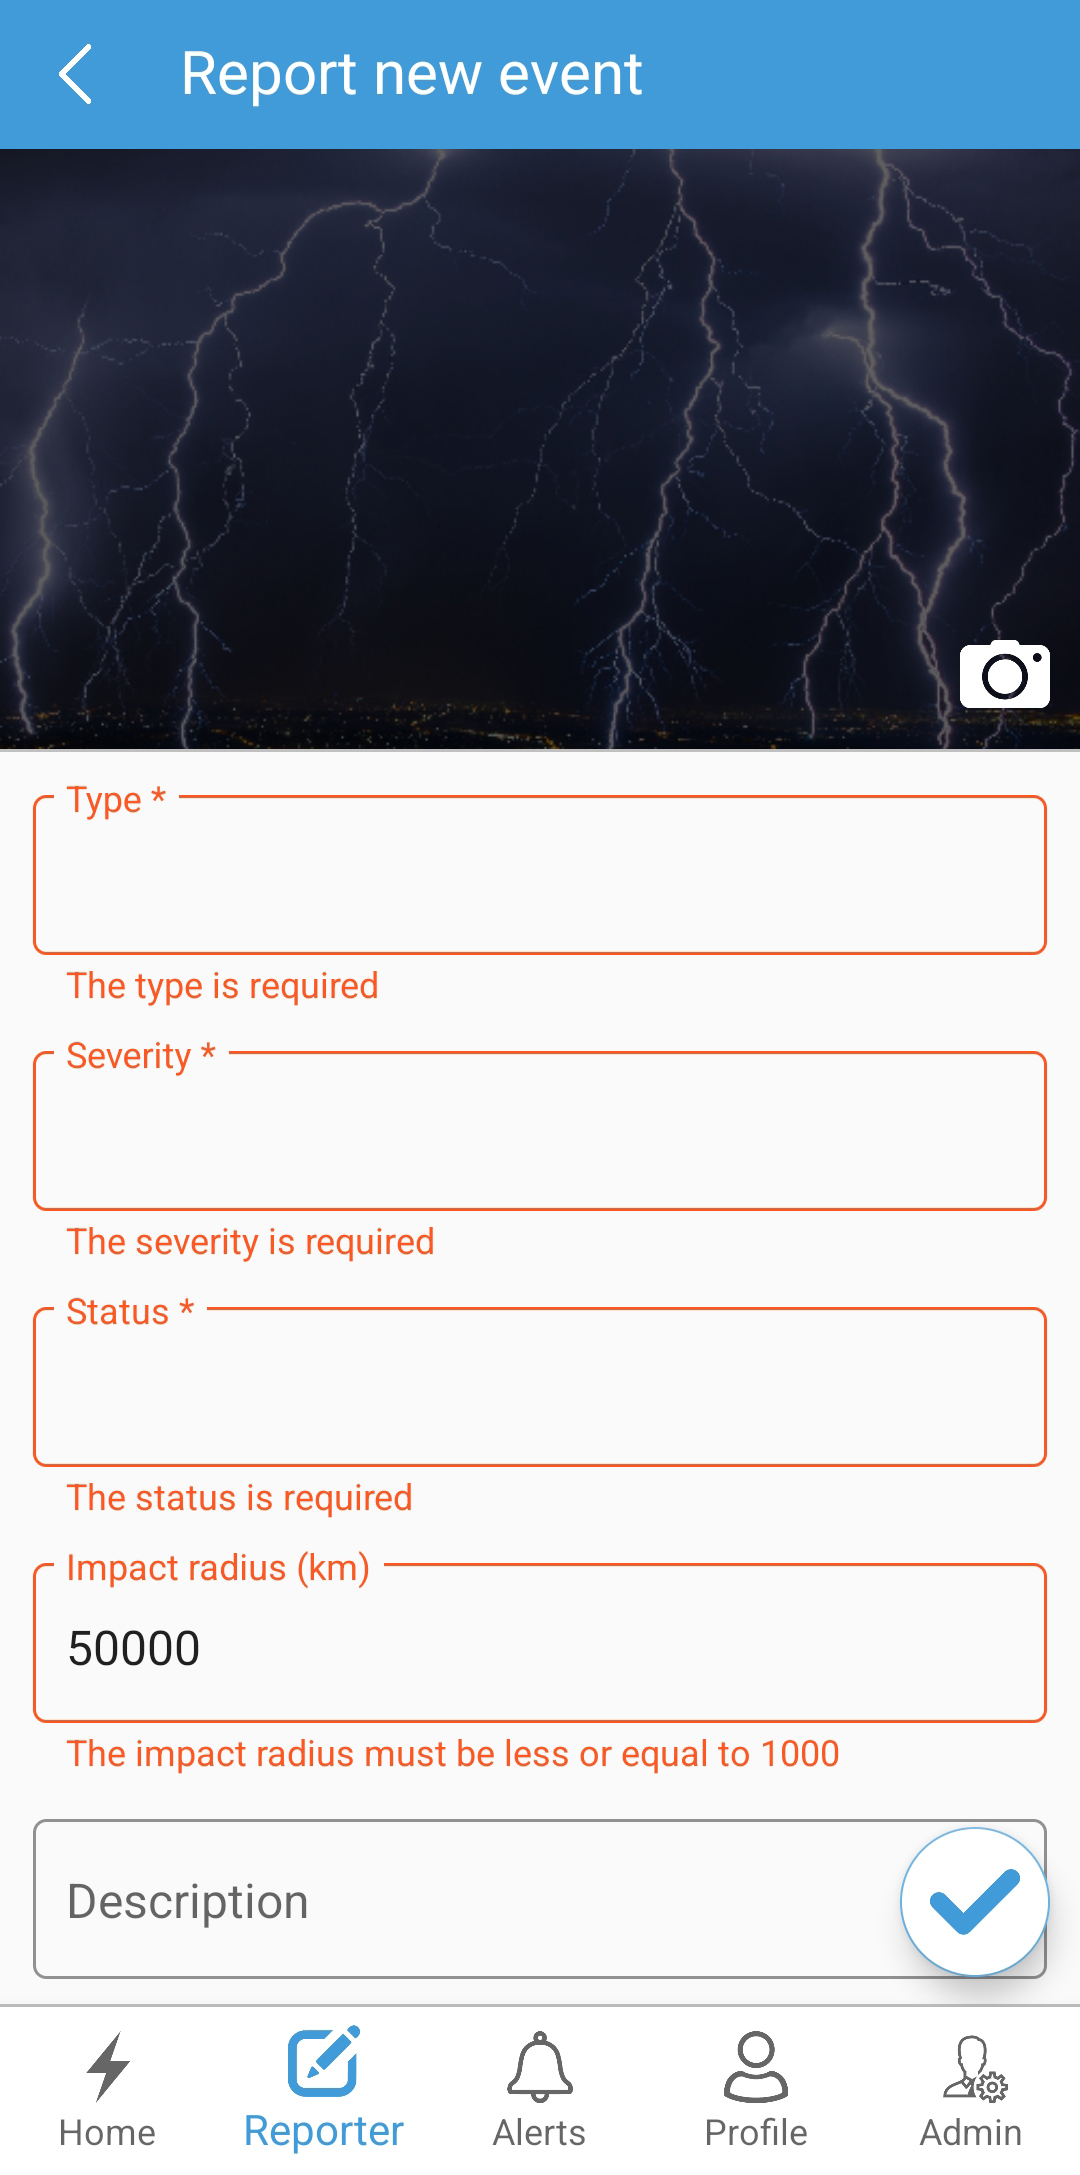 Report new event
Type *
The type is required
Severity *
The severity is required
Status *
The status is required
Impact radius (km)
50000
The impact radius must be less or equal to 1000
Description
Home
Reporter
Alerts
Profile
Admin